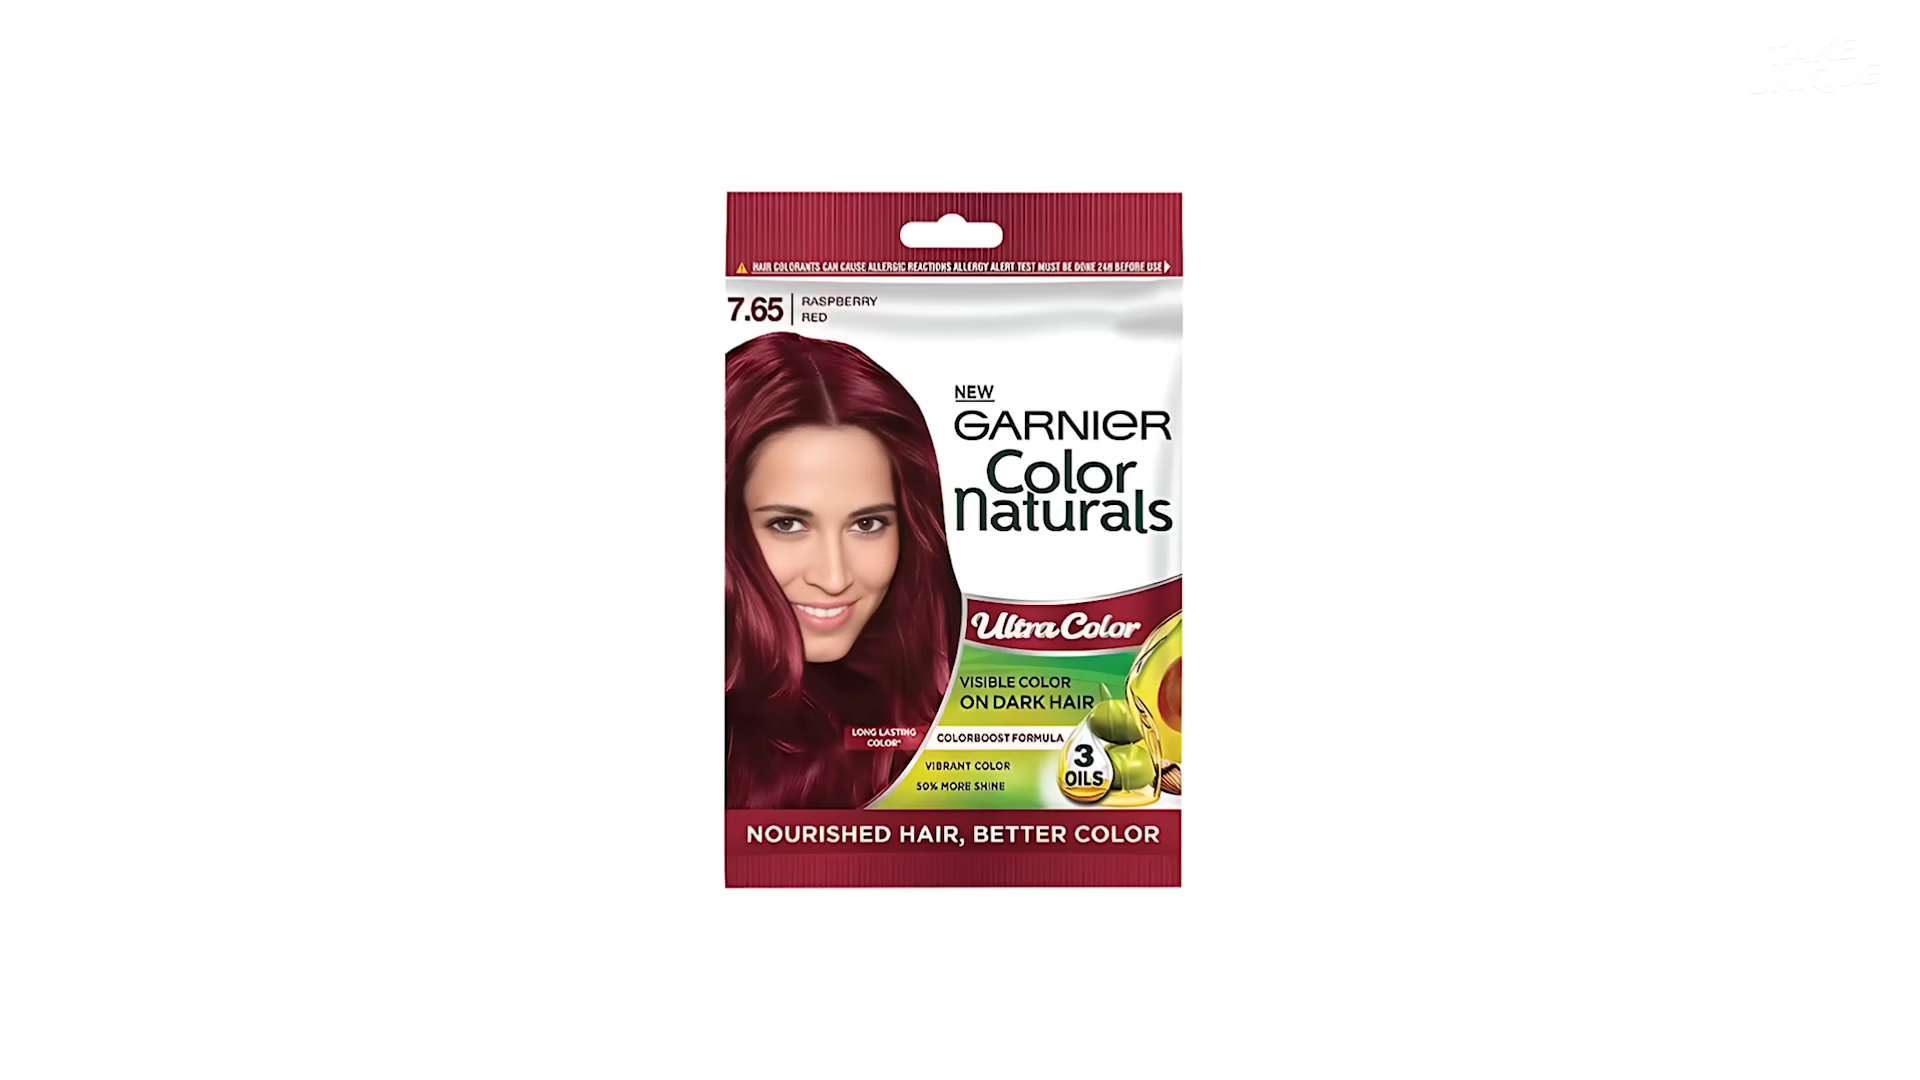 HAIR COLORANTS CAN CAUSE ALLERGIC REACTIONS ALLERGY ALERT TEST MUST BE DONE 24H BEFORE USE
7.65 RASPBERRY
RED
NEW
GARNIER
Color
Naturals
Ultra Color
VISIBLE COLOR
ON DARK HAIR
LONG LASTING
COLOR*
COLORBOOST FORMULA
VIBRANT COLOR
50% MORE SHINE
3
OILS
NOURISHED HAIR, BETTER COLOR